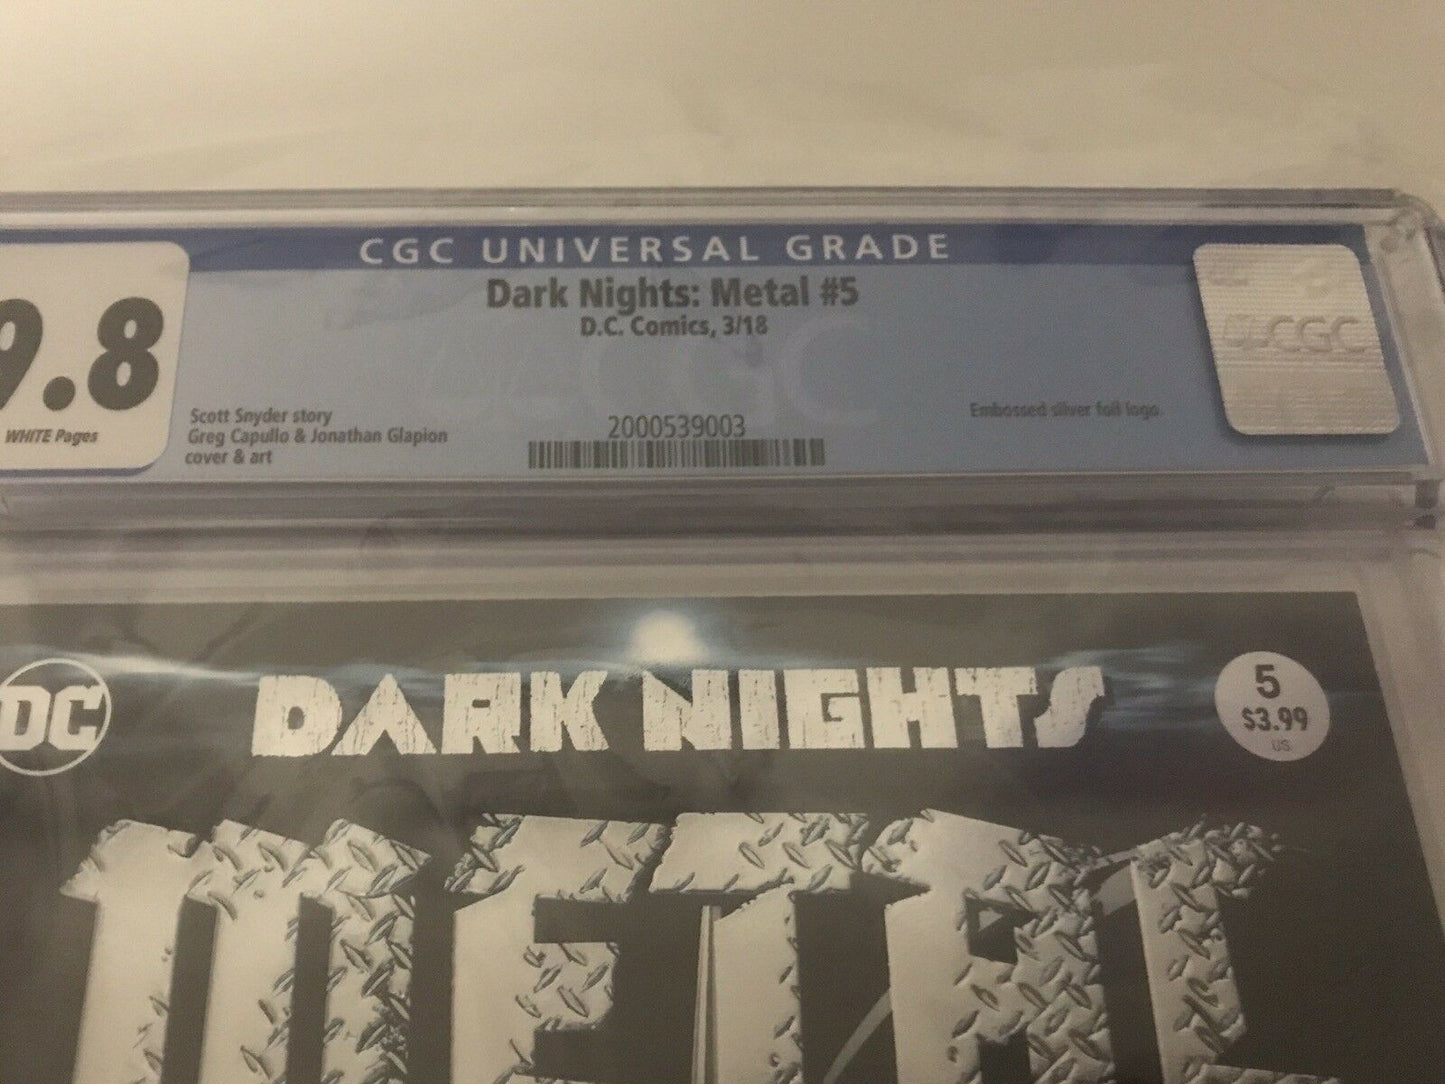 CGC UNIVERSAL GRADE
9.8
WHITE Pages
Dark Nights: Metal #5
D.C. Comics, 3/18
Scott Snyder story
Greg Capullo & Jonathan Glapion
cover & art
2000539003
Embossed silver foil logo.
CGC
CGC
DC
DARK NIGHTS
5
$3.99
US
METAL